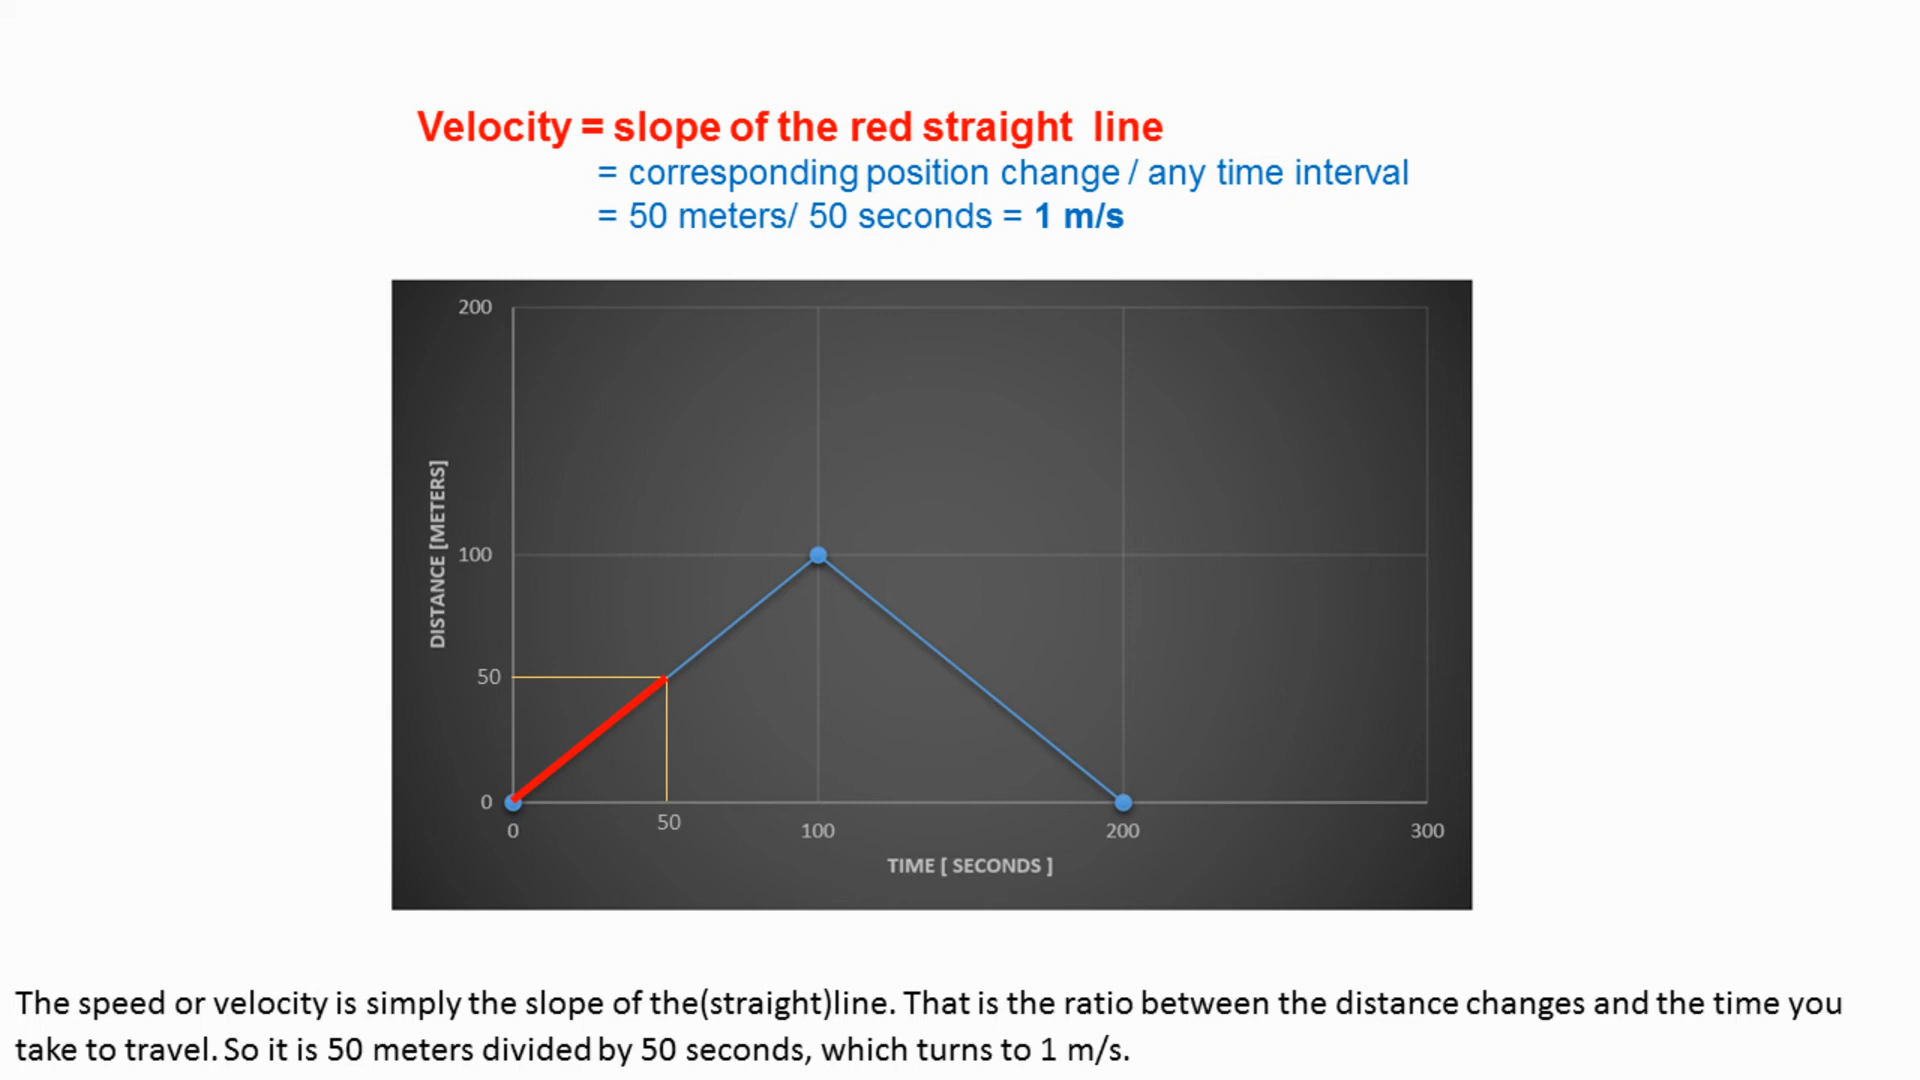 Velocity = slope of the red straight line
= corresponding position change / any time interval
= 50 meters/ 50 seconds = 1 m/s
200
DISTANCE [METERS]
100
50
0
0
50
100
200
300
TIME [ SECONDS ]
The speed or velocity is simply the slope of the(straight)line. That is the ratio between the distance changes and the time you
take to travel. So it is 50 meters divided by 50 seconds, which turns to 1 m/s.